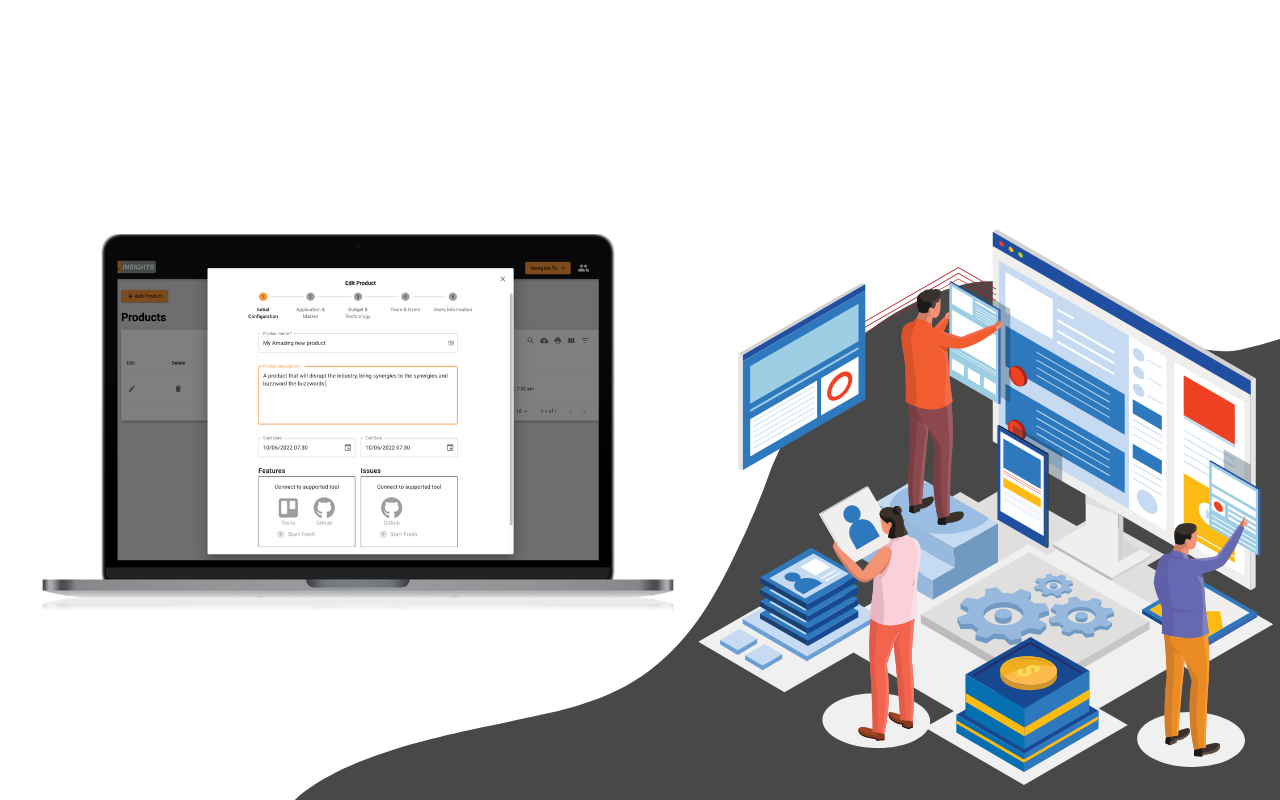 INSIGHTS
Navigate To
+ Add Product
Products
Edit
Delete
7:32 am
10
1-1 of 1
Edit Product
1
2
3
4
5
Initial
Configuration
Application &
Market
Budget &
Technology
Team & Users
Users Information
Product name *
My Amazing new product
Product description *
A product that will disrupt the industry, bring synergies to the synergies and
buzzword the buzzwords.
Start Date
10/06/2022 07:30
End Date
10/06/2022 07:30
Features
Issues
Connect to supported tool
Connect to supported tool
Trello
Github
Github
Start Fresh
Start Fresh
$